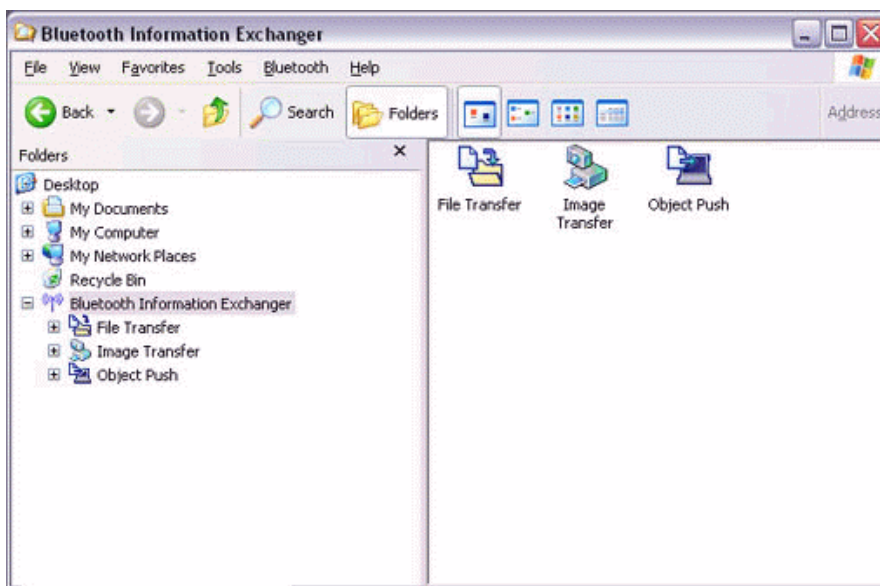 Bluetooth Information Exchanger
File View Favorites Tools Bluetooth Help
Back Search Folders Address
Folders
Desktop
My Documents
My Computer
My Network Places
Recycle Bin
Bluetooth Information Exchanger
File Transfer
Image Transfer
Object Push
File Transfer
Image Transfer
Object Push